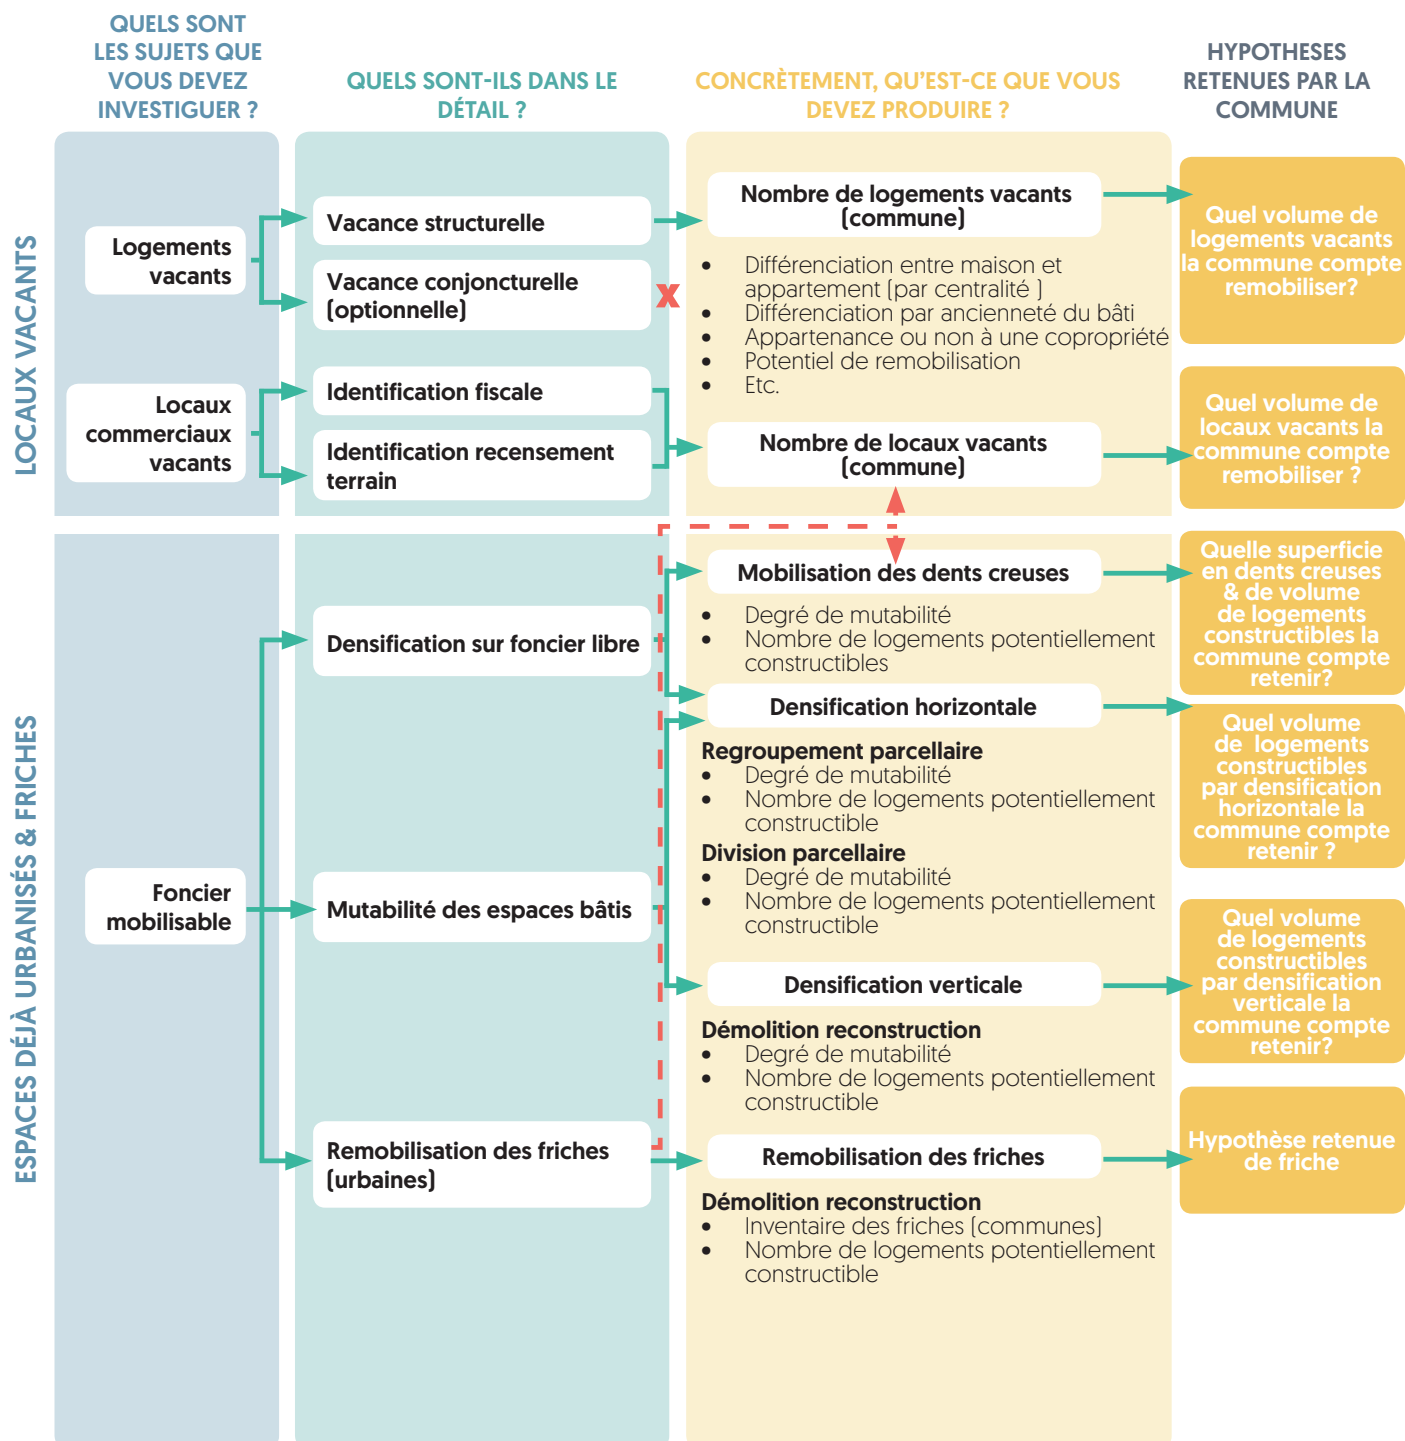 QUELS SONT
LES SUJETS QUE
VOUS DEVEZ
INVESTIGUER ?
QUELS SONT-ILS DANS LE
DÉTAIL ?
CONCRÈTEMENT, QU'EST-CE QUE VOUS
DEVEZ PRODUIRE ?
HYPOTHESES
RETENUES PAR LA
COMMUNE
LOCAUX VACANTS
Logements
vacants
Vacance structurelle
Vacance conjoncturelle
(optionnelle)
X
Nombre de logements vacants
(commune)
• Différenciation entre maison et
appartement (par centralité )
• Différenciation par ancienneté du bâti
• Appartenance ou non à une copropriété
• Potentiel de remobilisation
• Etc.
Quel volume de
logements vacants
la commune compte
remobiliser?
Locaux
commerciaux
vacants
Identification fiscale
Identification recensement
terrain
Nombre de locaux vacants
(commune)
Quel volume de
locaux vacants la
commune compte
remobiliser ?
ESPACES DÉJÀ URBANISÉS & FRICHES
Foncier
mobilisable
Densification sur foncier libre
Mutabilité des espaces bâtis
Remobilisation des friches
(urbaines)
Mobilisation des dents creuses
• Degré de mutabilité
• Nombre de logements potentiellement
constructibles
Densification horizontale
Regroupement parcellaire
• Degré de mutabilité
• Nombre de logements potentiellement
constructible
Division parcellaire
• Degré de mutabilité
• Nombre de logements potentiellement
constructible
Densification verticale
Démolition reconstruction
• Degré de mutabilité
• Nombre de logements potentiellement
constructible
Remobilisation des friches
Démolition reconstruction
• Inventaire des friches (communes)
• Nombre de logements potentiellement
constructible
Quelle superficie
en dents creuses
& de volume
de logements
constructibles la
commune compte
retenir?
Quel volume
de logements
constructibles
par densification
horizontale la
commune compte
retenir ?
Quel volume
de logements
constructibles
par densification
verticale la
commune compte
retenir?
Hypothèse retenue
de friche